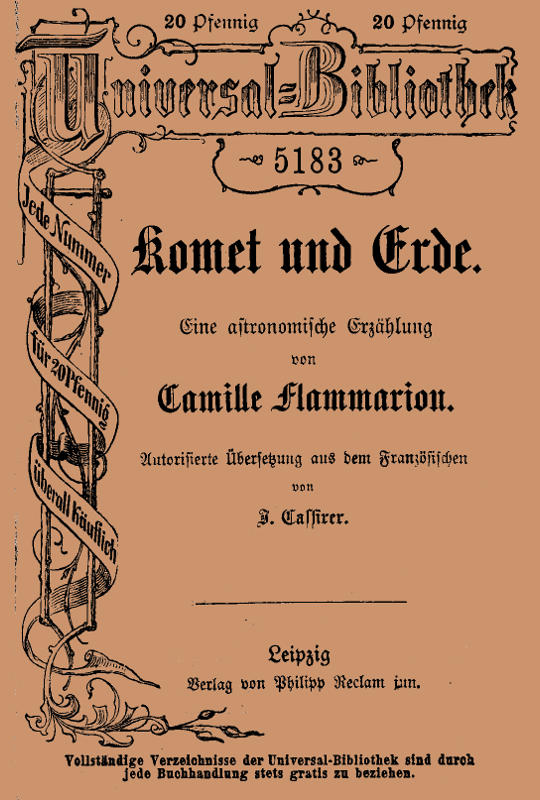 20 Pfennig 20 Pfennig
Universal-Bibliothek
5183
Jede Nummer
für 20 Pfennig
überall käuflich
Komet und Erde.
Eine astronomische Erzählung
von
Camille Flammarion.
Autorisierte Übersetzung aus dem Französischen
von
J. Cassirer.
Leipzig
Verlag von Philipp Reclam jun.
Vollständige Verzeichnisse der Universal-Bibliothek sind durch
jede Buchhandlung stets gratis zu beziehen.